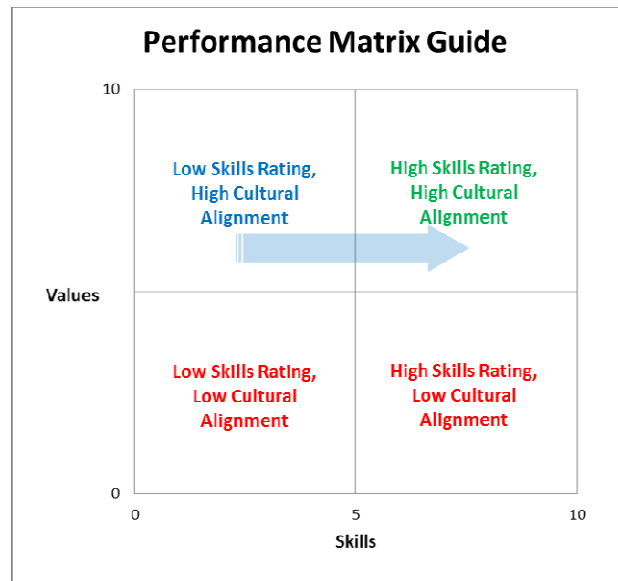 Performance Matrix Guide
10
Low Skills Rating,
High Cultural
Alignment
High Skills Rating,
High Cultural
Alignment
Values
Low Skills Rating,
Low Cultural
Alignment
High Skills Rating,
Low Cultural
Alignment
0
0
5
10
Skills